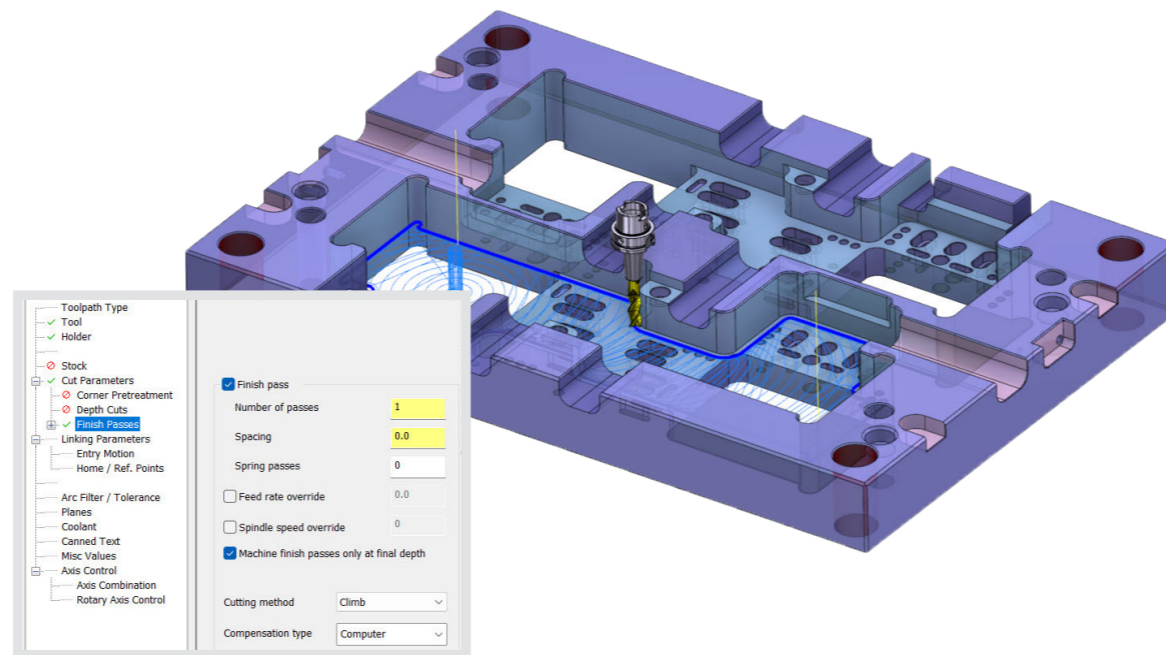 Toolpath Type
Tool
Holder
Stock
Cut Parameters
Corner Pretreatment
Depth Cuts
Finish Passes
Linking Parameters
Entry Motion
Home / Ref. Points
Arc Filter / Tolerance
Planes
Coolant
Canned Text
Misc Values
Axis Control
Axis Combination
Rotary Axis Control
Finish pass
Number of passes 1
Spacing 0.0
Spring passes 0
Feed rate override 0.0
Spindle speed override 0
Machine finish passes only at final depth
Cutting method Climb
Compensation type Computer